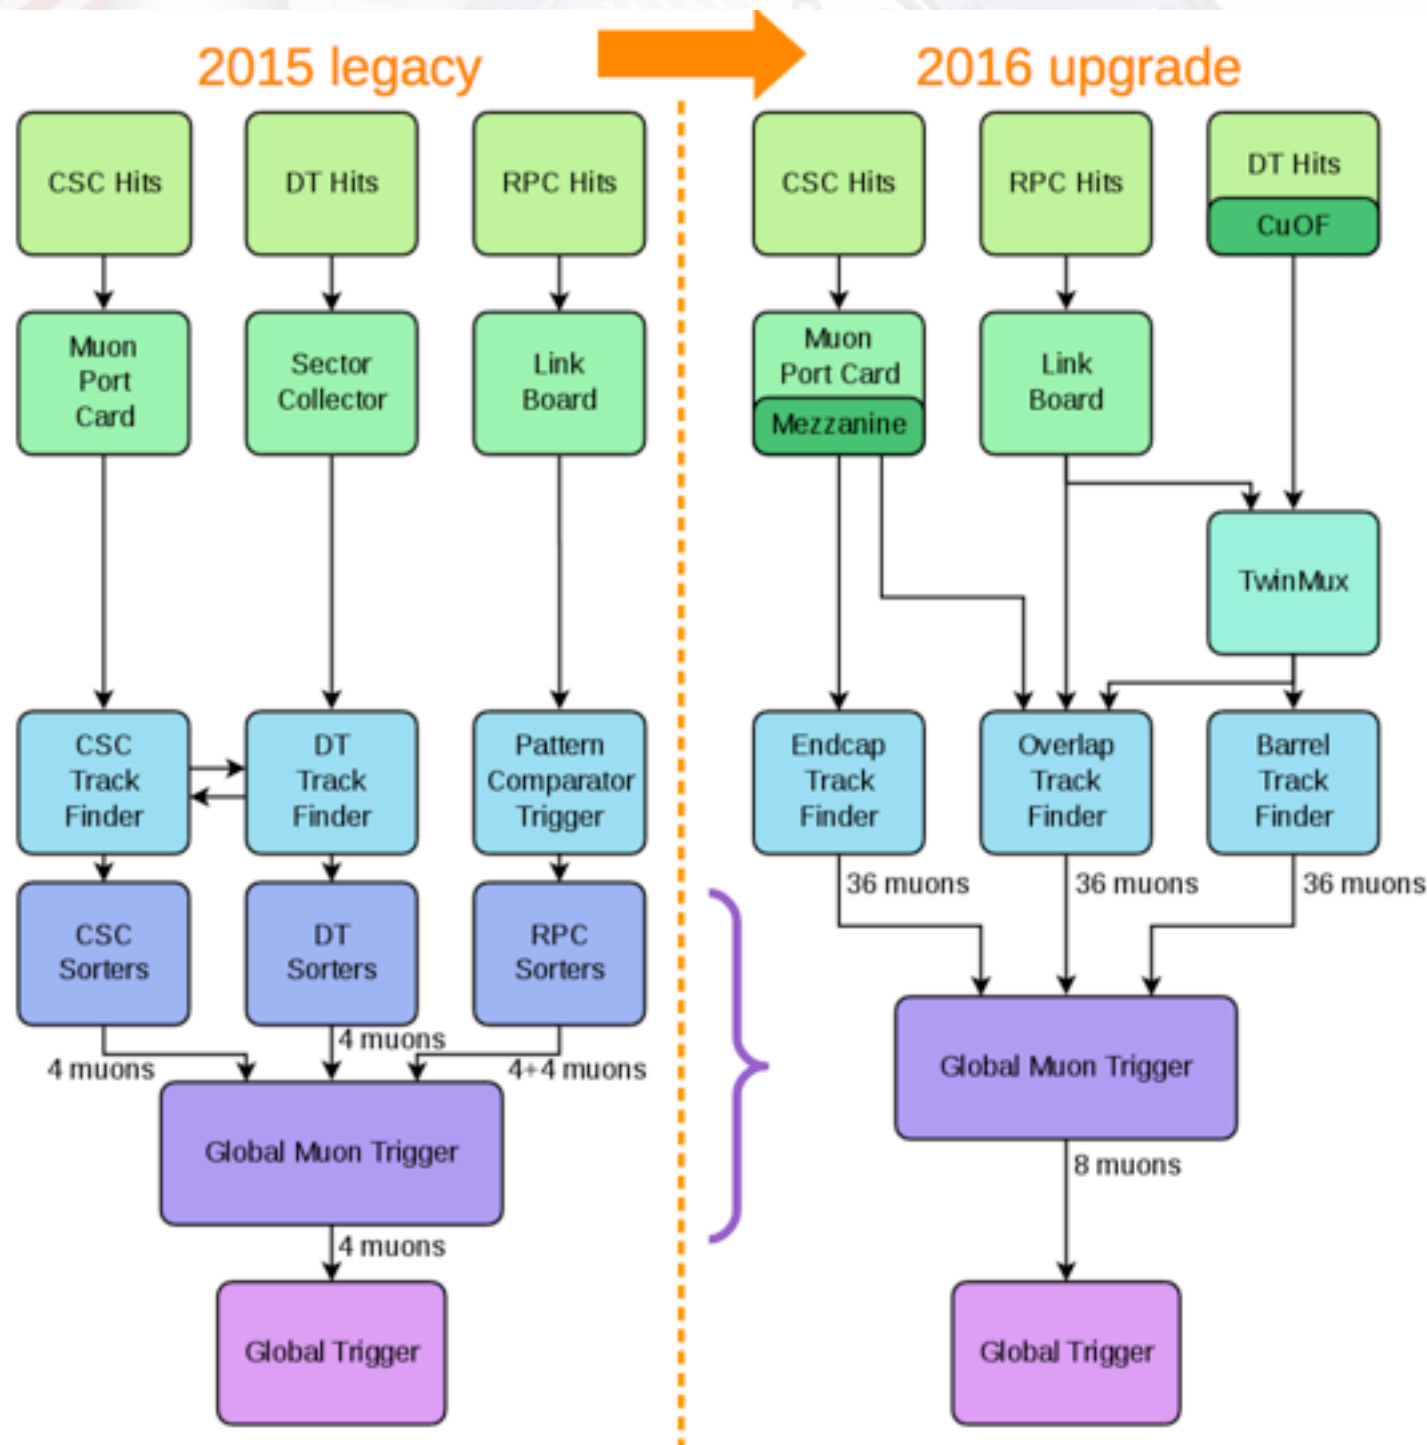 2015 legacy
2016 upgrade
CSC Hits
DT Hits
RPC Hits
Muon
Port
Card
Sector
Collector
Link
Board
CSC
Track
Finder
DT
Track
Finder
Pattern
Comparator
Trigger
CSC
Sorters
DT
Sorters
RPC
Sorters
4 muons
4 muons
4+4 muons
Global Muon Trigger
4 muons
Global Trigger
CSC Hits
RPC Hits
DT Hits
CuOF
Muon
Port Card
Mezzanine
Link
Board
TwinMux
Endcap
Track
Finder
Overlap
Track
Finder
Barrel
Track
Finder
36 muons
36 muons
36 muons
Global Muon Trigger
8 muons
Global Trigger